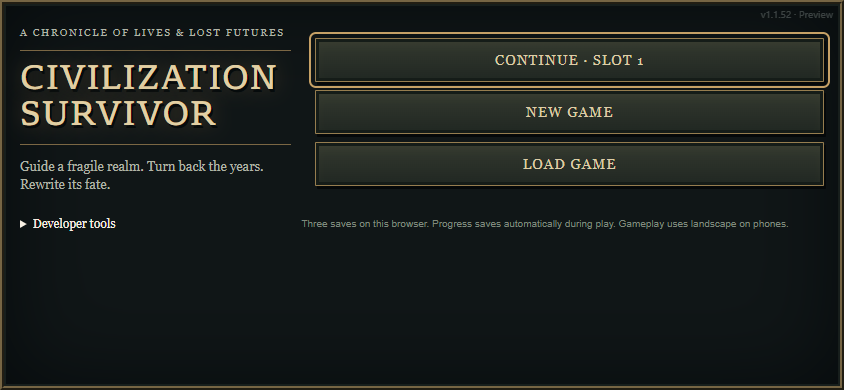 v1.1.52 · Preview
A CHRONICLE OF LIVES & LOST FUTURES
CIVILIZATION
SURVIVOR
Guide a fragile realm. Turn back the years.
Rewrite its fate.
CONTINUE · SLOT 1
NEW GAME
LOAD GAME
Developer tools
Three saves on this browser. Progress saves automatically during play. Gameplay uses landscape on phones.